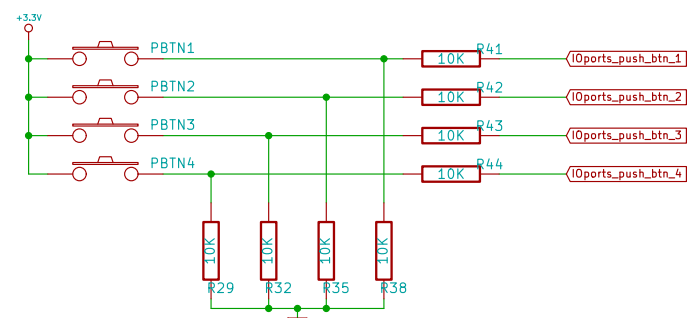 +3.3V
PBTN1
R41
10K
IOports_push_btn_1
PBTN2
R42
10K
IOports_push_btn_2
PBTN3
R43
10K
IOports_push_btn_3
PBTN4
R44
10K
IOports_push_btn_4
10K
10K
10K
10K
R29
R32
R35
R38